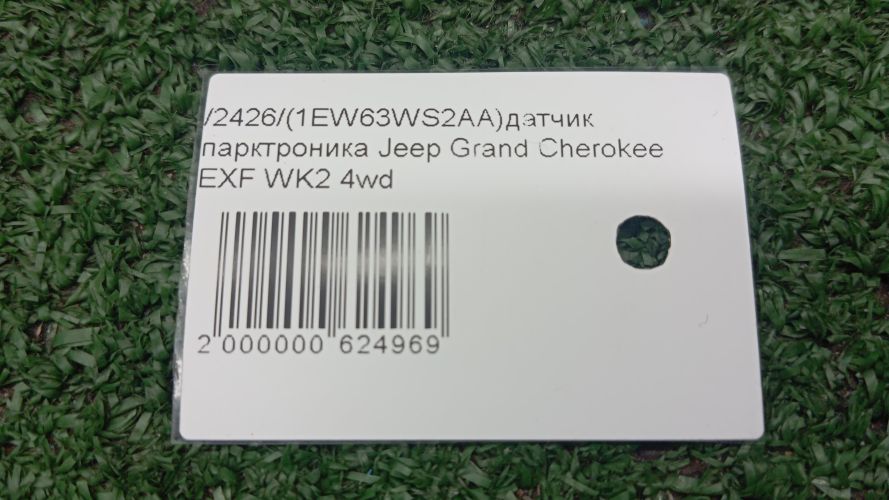 /2426/(1EW63WS2AA)датчик
парктроника Jeep Grand Cherokee
EXF WK2 4wd
2 000000 624969